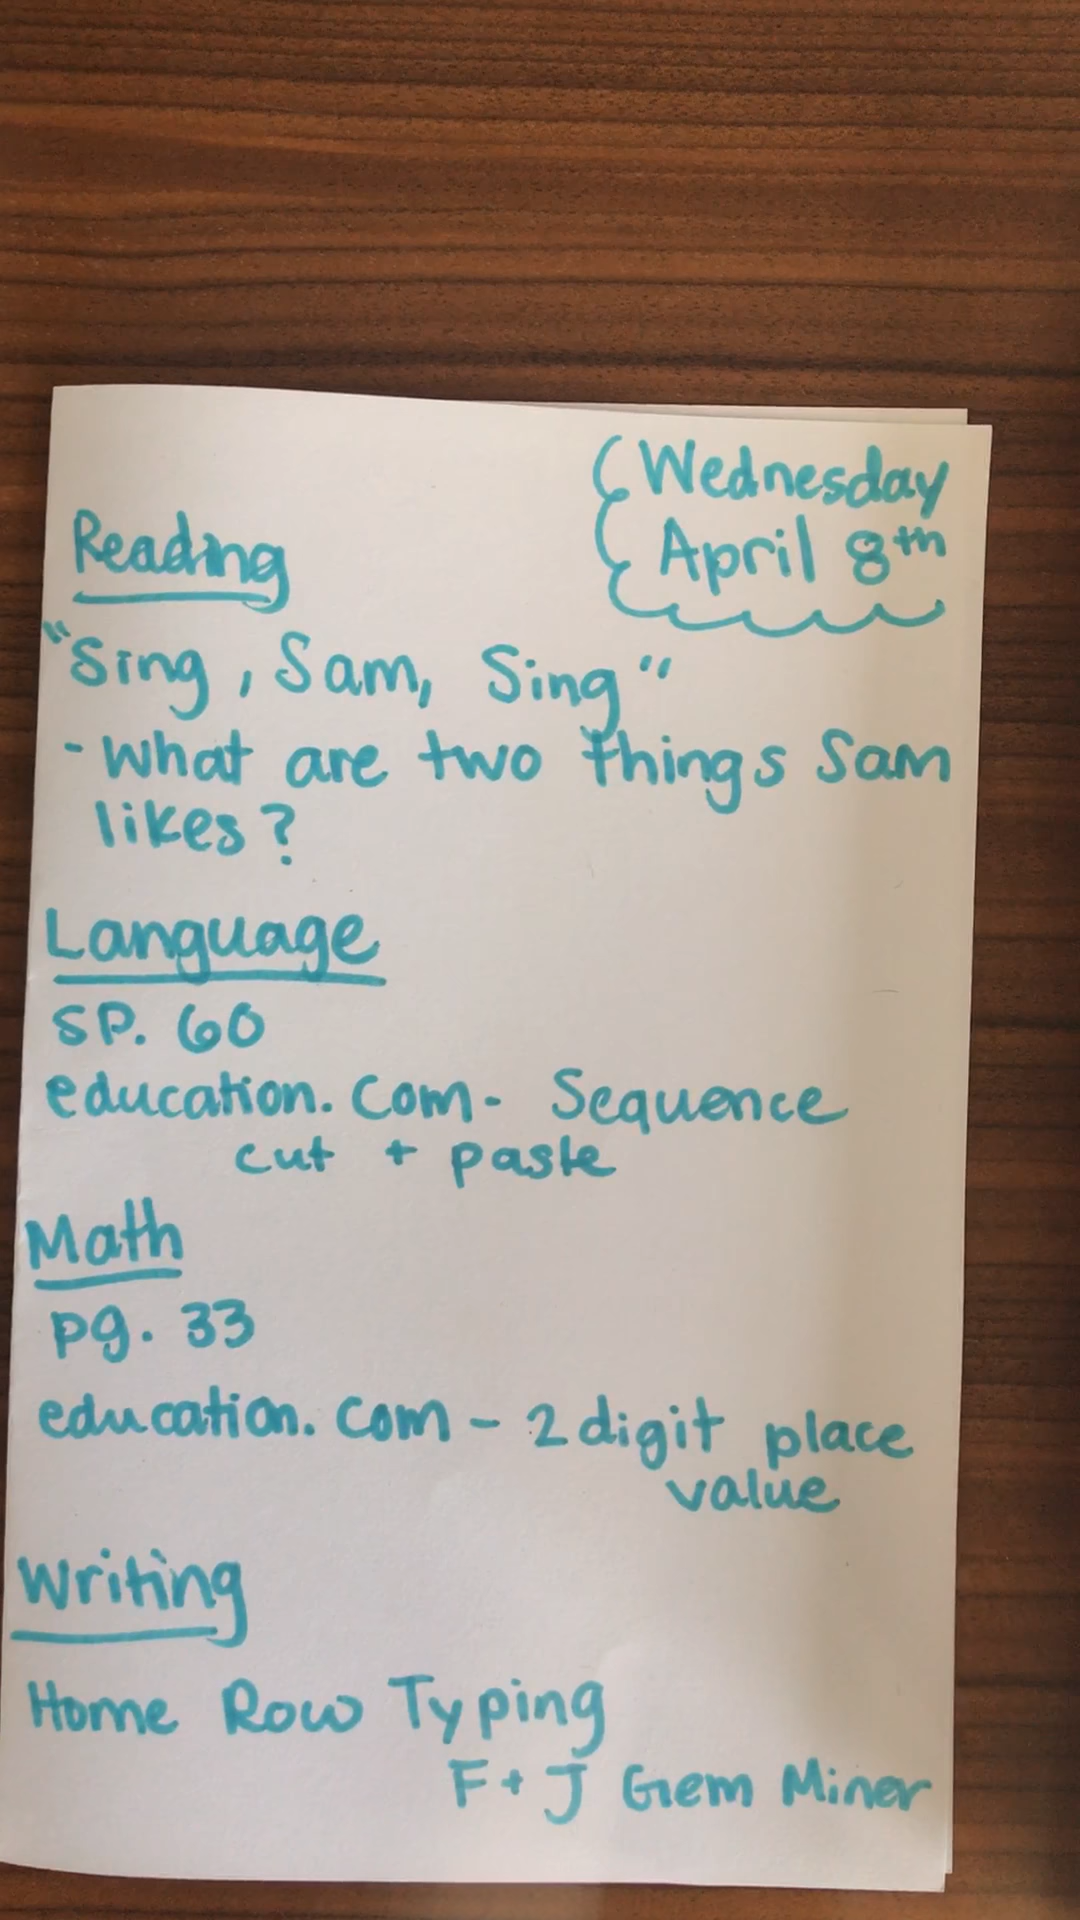 Wednesday
April 8th
Reading
"Sing, Sam, Sing"
- What are two things Sam
likes?
Language
SP. 60
education.com - Sequence
cut + paste
Math
pg. 33
education.com - 2 digit place
value
Writing
Home Row Typing
F + J Gem Miner